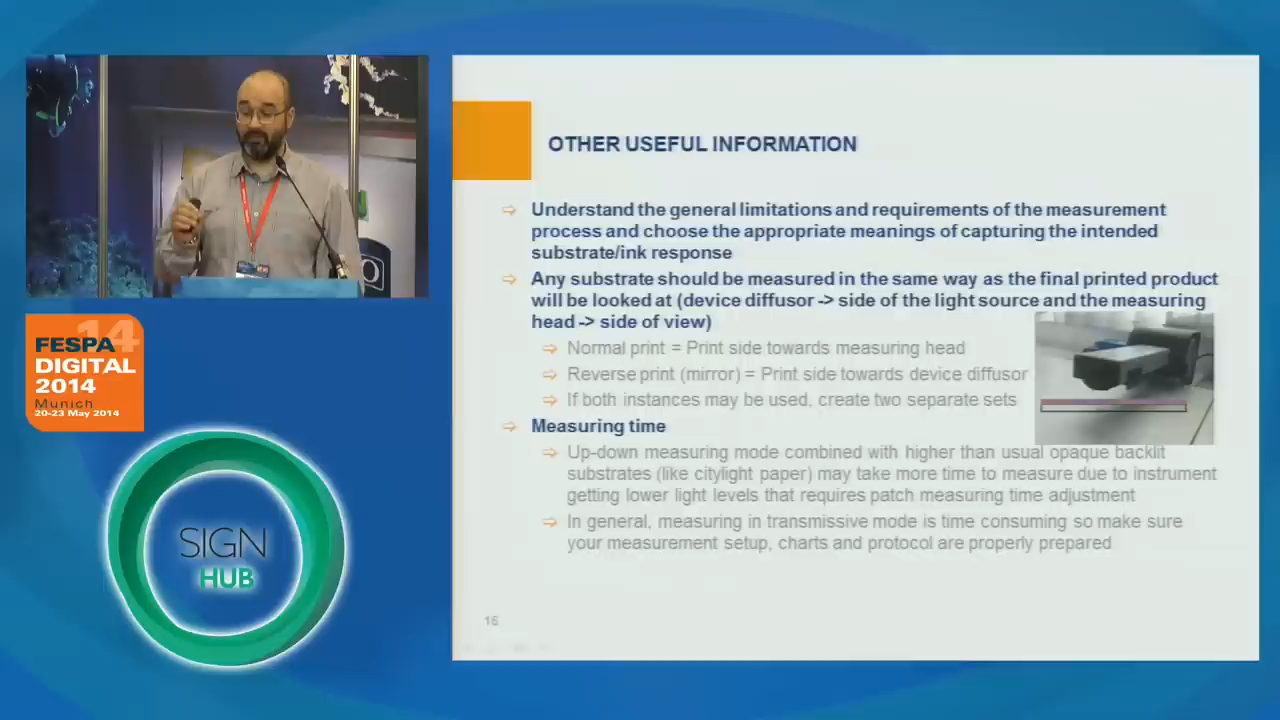 OTHER USEFUL INFORMATION
Understand the general limitations and requirements of the measurement
process and choose the appropriate meanings of capturing the intended
substrate/ink response
Any substrate should be measured in the same way as the final printed product
will be looked at (device diffusor -> side of the light source and the measuring
head -> side of view)
Normal print = Print side towards measuring head
Reverse print (mirror) = Print side towards device diffusor
If both instances may be used, create two separate sets
Measuring time
Up-down measuring mode combined with higher than usual opaque backlit
substrates (like citylight paper) may take more time to measure due to instrument
getting lower light levels that requires patch measuring time adjustment
In general, measuring in transmissive mode is time consuming so make sure
your measurement setup, charts and protocol are properly prepared
16
14
FESPA
DIGITAL
2014
Munich
20-23 May 2014
SIGN
HUB